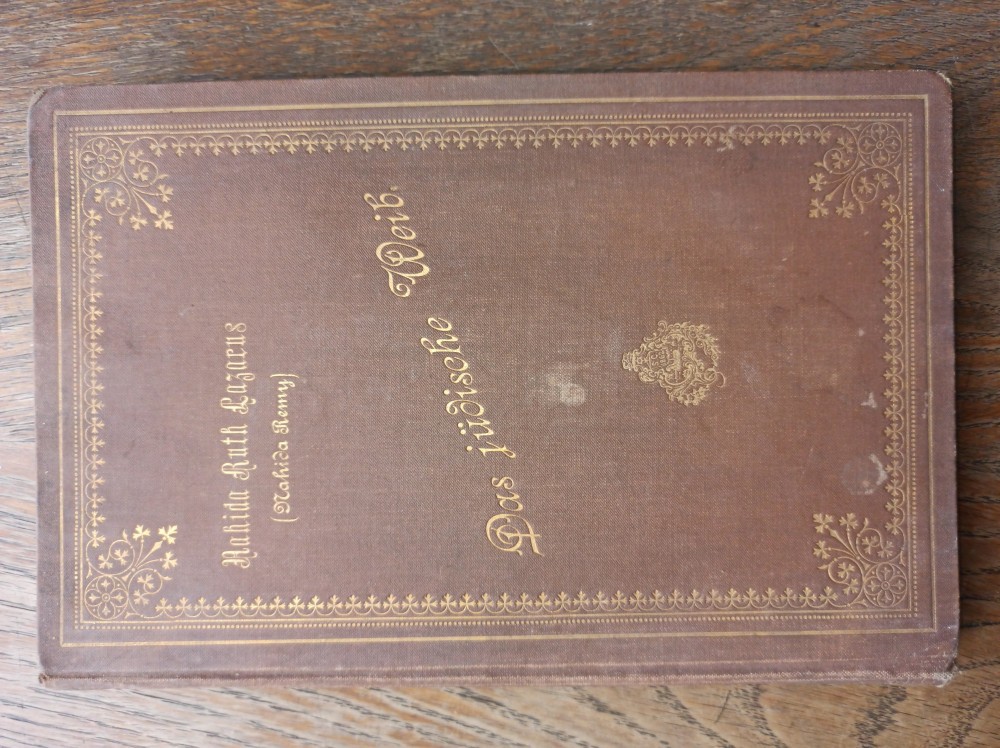 Nahida Ruth Lazarus
(Nahida Remy)
Das jüdische Weib.